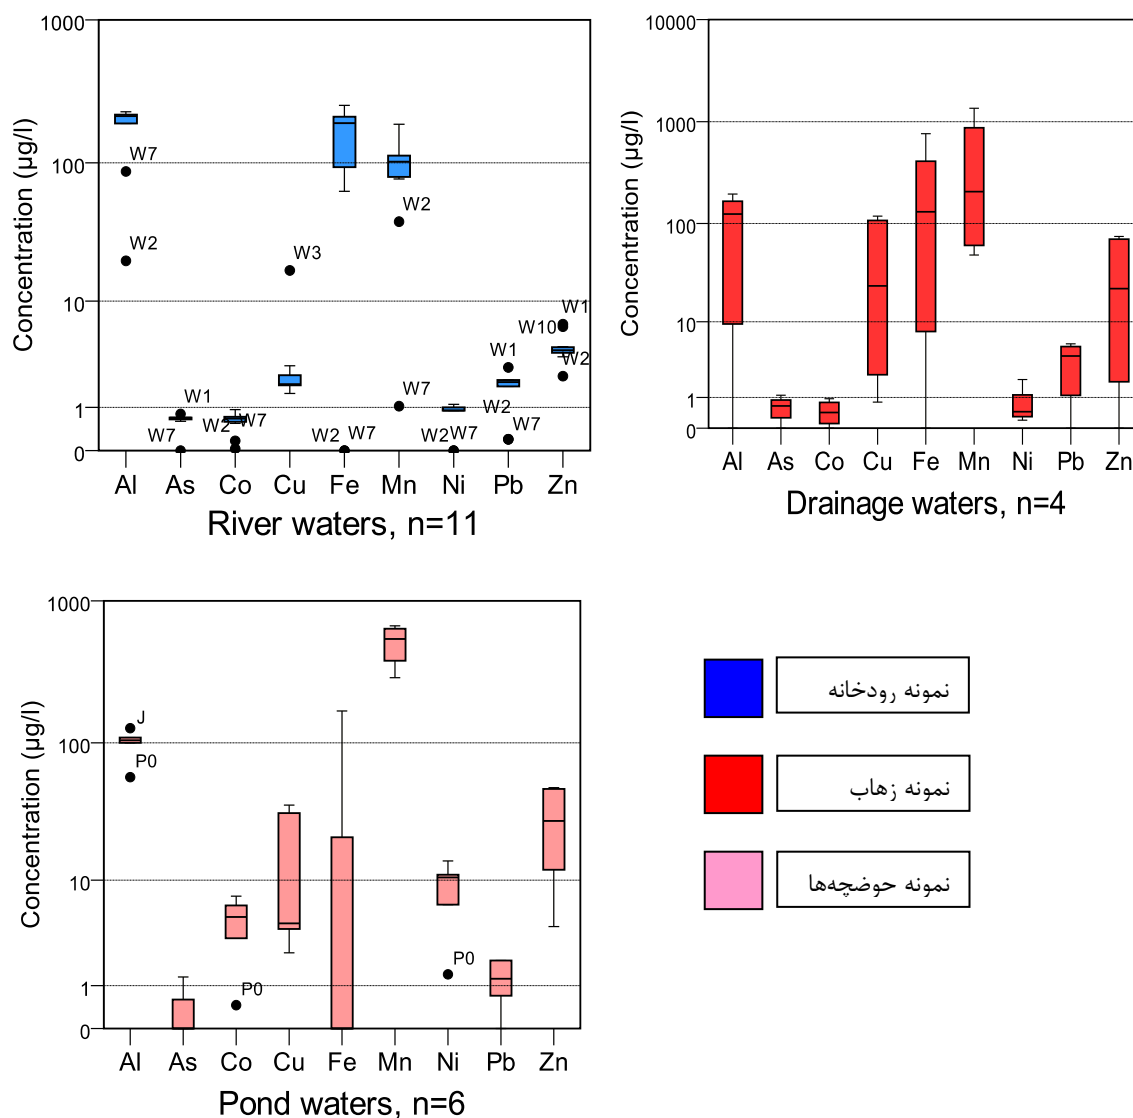 1000
100
10
1
0
Concentration (µg/l)
W7
W2
W1
W7
W2
W7
W3
W2
W7
W2
W7
W2
W7
W1
W2
W7
W1
W10
W2
Al As Co Cu Fe Mn Ni Pb Zn
River waters, n=11
10000
1000
100
10
1
0
Concentration (µg/l)
Al As Co Cu Fe Mn Ni Pb Zn
Drainage waters, n=4
1000
100
10
1
0
Concentration (µg/l)
J
P0
P0
P0
Al As Co Cu Fe Mn Ni Pb Zn
Pond waters, n=6
نمونه رودخانه
نمونه زهاب
نمونه حوضچه‌ها